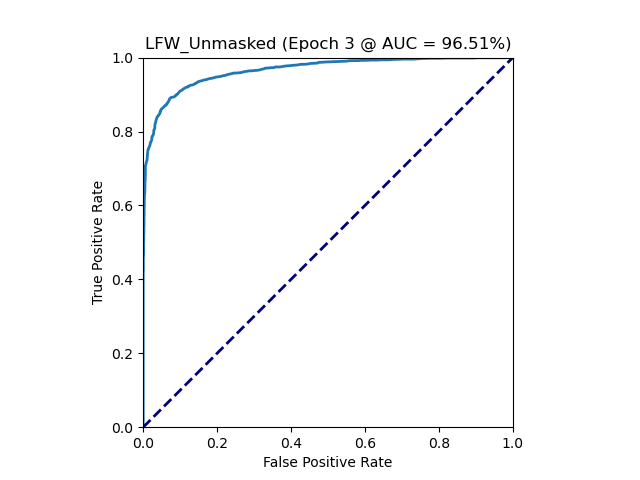 LFW_Unmasked (Epoch 3 @ AUC = 96.51%)
1.0
0.8
0.6
0.4
0.2
0.0
True Positive Rate
0.0 0.2 0.4 0.6 0.8 1.0
False Positive Rate